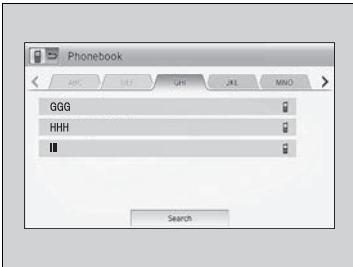 Phonebook
ABC DEF GHI JKL MNO
GGG
HHH
III
Search